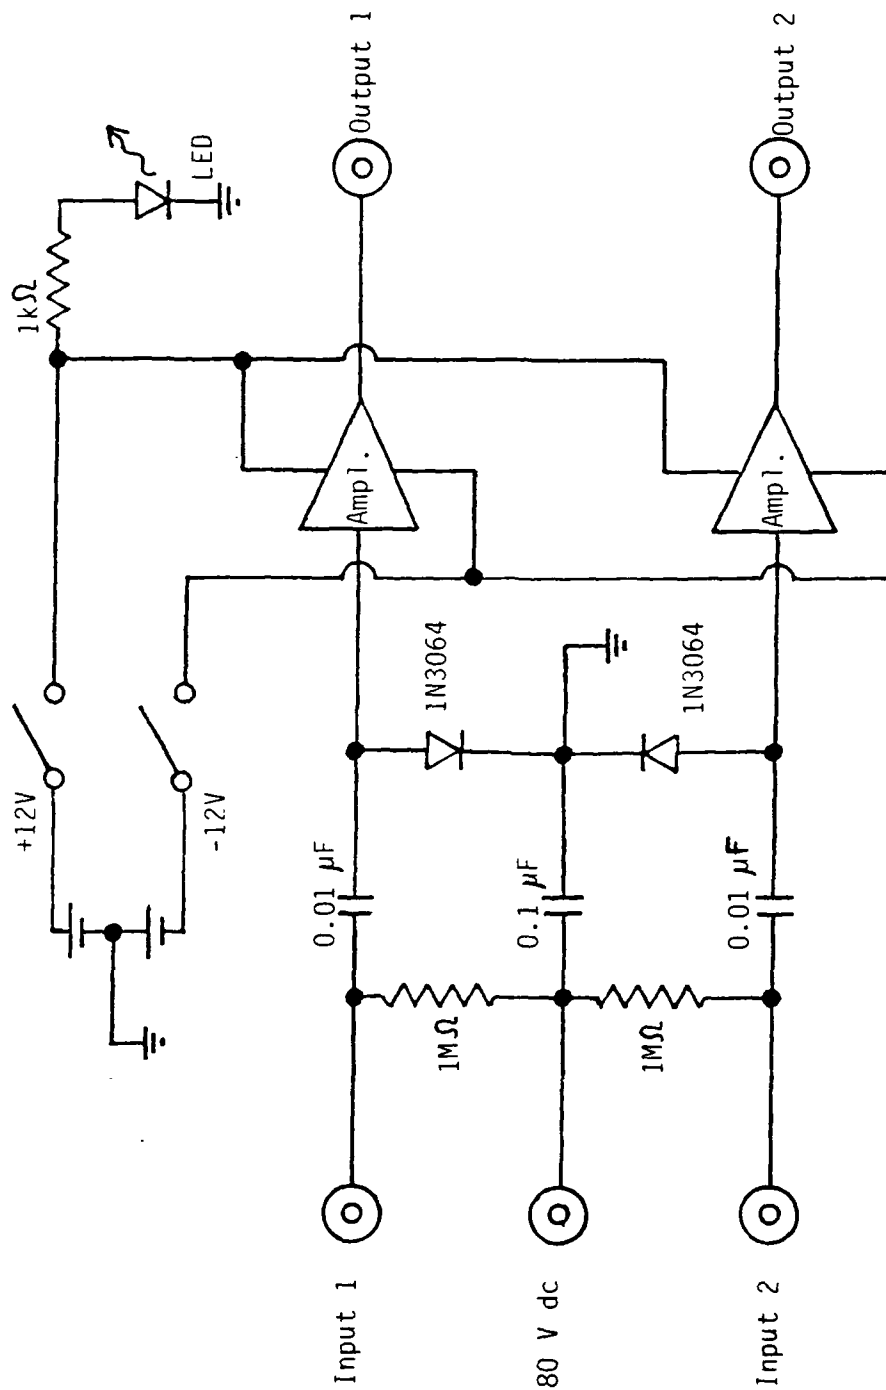 +12V
-12V
1kΩ
LED
Input 1
0.01 μF
1N3064
Ampl.
Output 1
1MΩ
80 V dc
0.1 μF
1MΩ
1N3064
Input 2
0.01 μF
Ampl.
Output 2